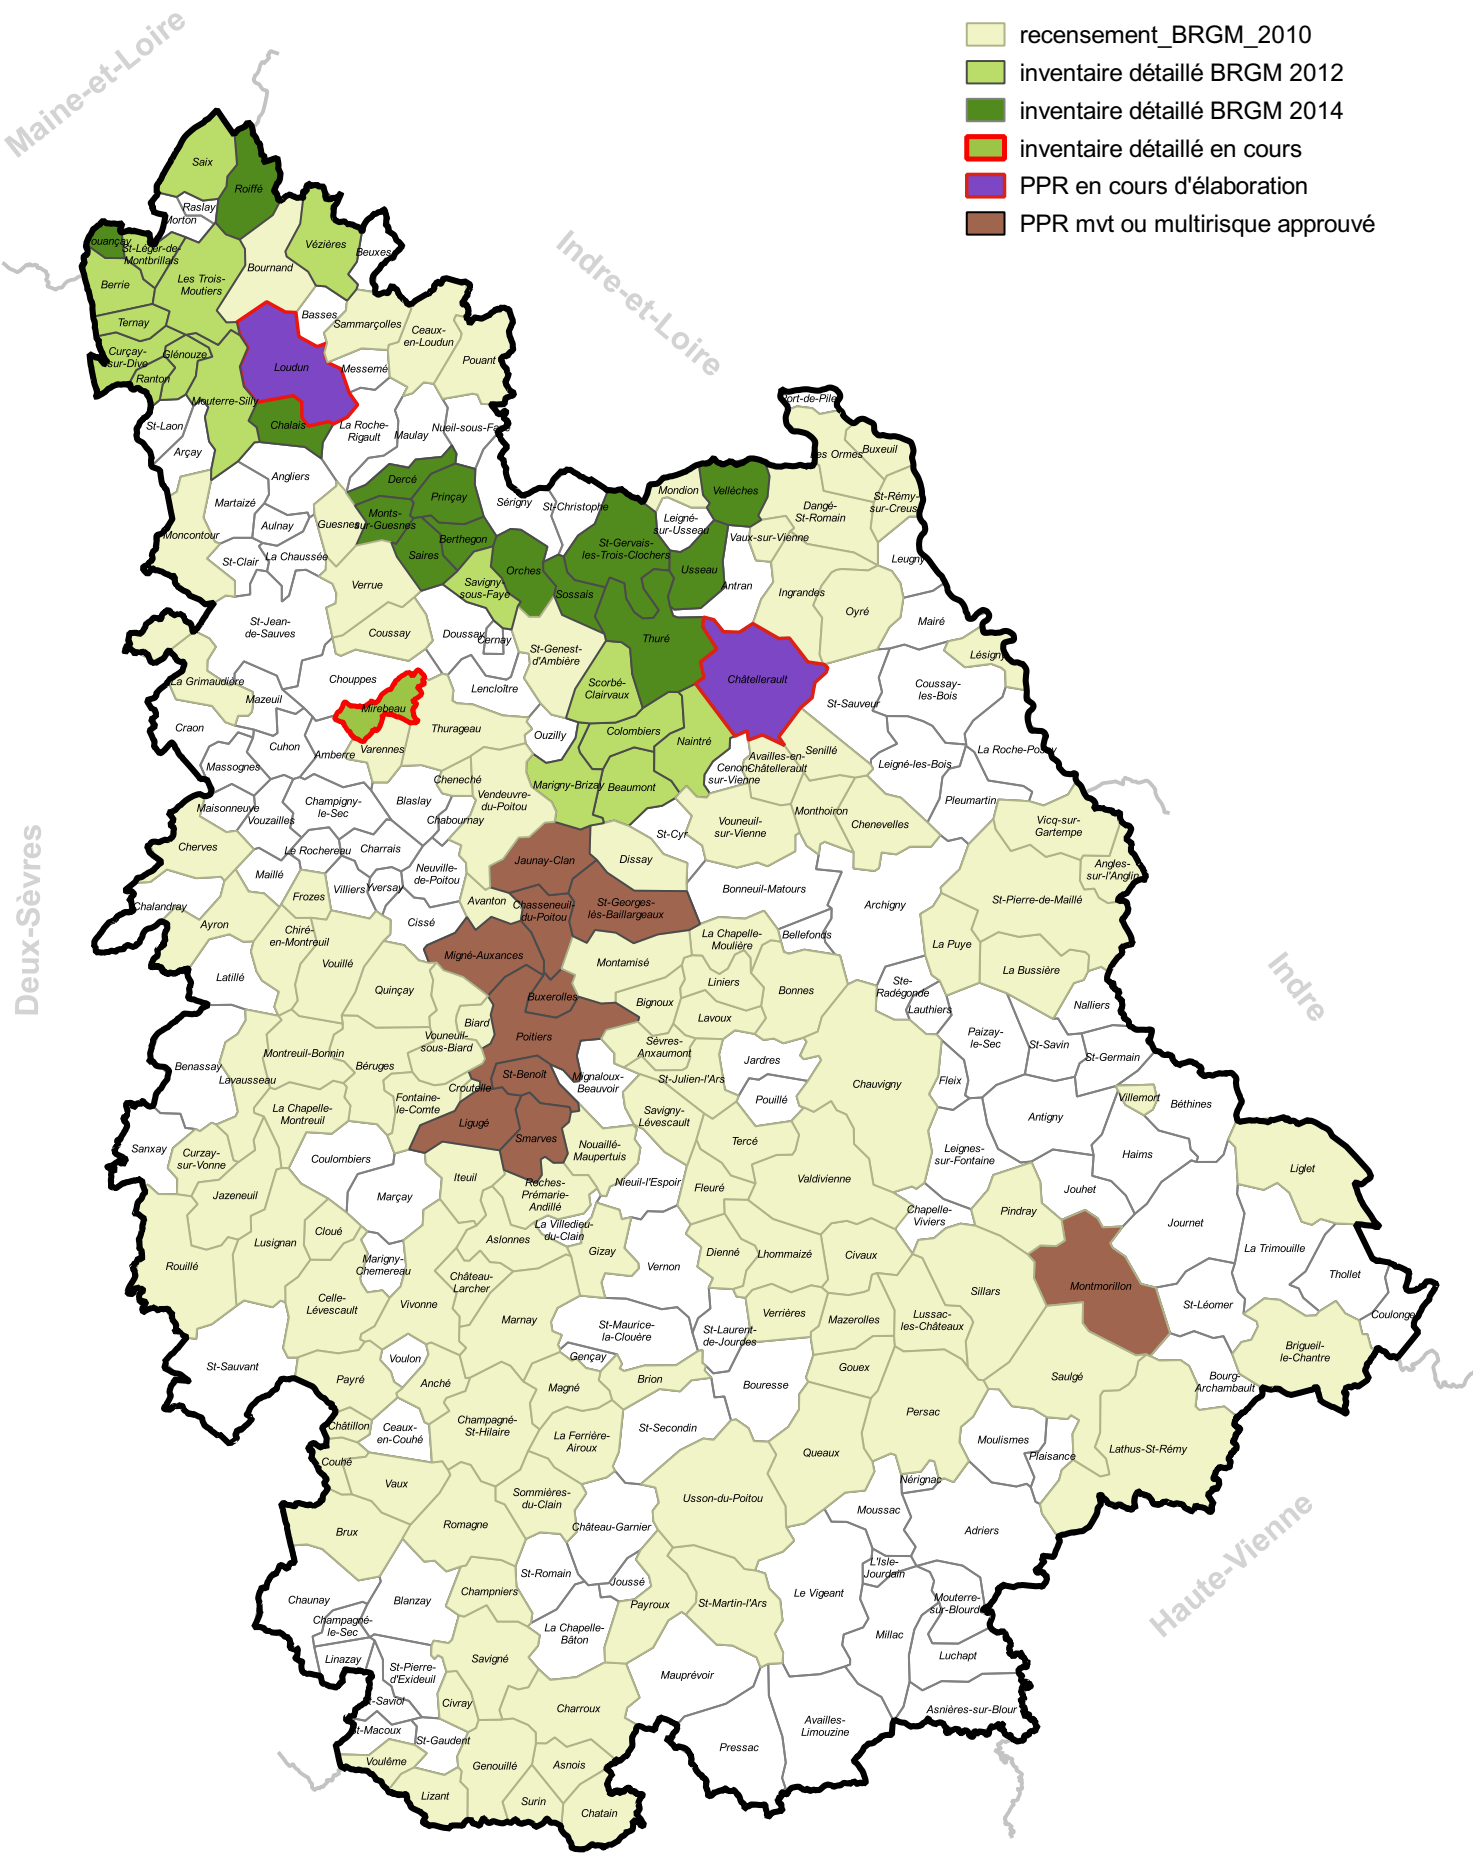 recensement_BRGM_2010
inventaire détaillé BRGM 2012
inventaire détaillé BRGM 2014
inventaire détaillé en cours
PPR en cours d'élaboration
PPR mvt ou multirisque approuvé
Maine-et-Loire
Indre-et-Loire
Deux-Sèvres
Indre
Haute-Vienne
Saix
Roiffé
Raslay
Morton
Pouançay
St-Léger-de-
Montbrillais
Vézières
Beuxes
Bournand
Berrie
Les Trois-
Moutiers
Ternay
Basses
Sammarçolles
Ceaux-
en-Loudun
Pouant
Curçay-
sur-Dive
Glénouze
Ranton
Loudun
Messemé
Mouterre-Silly
St-Laon
Arçay
Chalais
La Roche-
Rigault
Maulay
Nueil-sous-Faye
Port-de-Piles
Les Ormes
Buxeuil
Angliers
Martaizé
Dercé
Prinçay
Sérigny
St-Christophe
Mondion
Vellèches
Leigné-
sur-Usseau
Dangé-
St-Romain
St-Rémy-
sur-Creuse
Moncontour
Aulnay
Guesnes
Monts-
sur-Guesnes
Berthegon
Saires
St-Gervais-
les-Trois-Clochers
Vaux-sur-Vienne
St-Clair
La Chaussée
Verrue
Savigny-
sous-Faye
Orches
Sossais
Usseau
Antran
Ingrandes
Leugny
Oyré
Mairé
St-Jean-
de-Sauves
Coussay
Doussay
Cernay
St-Genest-
d'Ambière
Thuré
Lésigny
La Grimaudière
Chouppes
Lencloître
Scorbé-
Clairvaux
Châtellerault
Coussay-
les-Bois
Mazeuil
Mirebeau
St-Sauveur
Craon
Cuhon
Amberre
Varennes
Thurageau
Ouzilly
Colombiers
Naintré
La Roche-Posay
Massognes
Cheneché
Vendeuvre-
du-Poitou
Marigny-Brizay
Beaumont
Cenon-
sur-Vienne
Availles-en-
Châtellerault
Senillé
Leigné-les-Bois
Pleumartin
Maisonneuve
Vouzailles
Champigny-
le-Sec
Blaslay
Chabournay
St-Cyr
Vouneuil-
sur-Vienne
Monthoiron
Chenevelles
Vicq-sur-
Gartempe
Cherves
Le Rochereau
Charrais
Neuville-
de-Poitou
Jaunay-Clan
Dissay
Angles-
sur-l'Anglin
Maillé
Villiers
Yversay
Frozes
Avanton
Chasseneuil-
du-Poitou
St-Georges-
lès-Baillargeaux
Bonneuil-Matours
Archigny
St-Pierre-de-Maillé
Chalandray
Ayron
Chiré-
en-Montreuil
Cissé
La Chapelle-
Moulière
Bellefonds
La Puye
Latillé
Vouillé
Migné-Auxances
Montamisé
Liniers
Bonnes
Ste-
Radégonde
La Bussière
Quinçay
Buxerolles
Bignoux
Lavoux
Lauthiers
Nalliers
Biard
Poitiers
Sèvres-
Anxaumont
Jardres
Paizay-
le-Sec
St-Savin
St-Germain
Benassay
Lavausseau
Montreuil-Bonnin
Béruges
Vouneuil-
sous-Biard
St-Benoît
Mignaloux-
Beauvoir
St-Julien-l'Ars
Pouillé
Chauvigny
Fleix
Villemort
Béthines
La Chapelle-
Montreuil
Fontaine-
le-Comte
Croutelle
Ligugé
Smarves
Savigny-
Lévescault
Antigny
Sanxay
Curzay-
sur-Vonne
Coulombiers
Nouaillé-
Maupertuis
Tercé
Leignes-
sur-Fontaine
Haims
Liglet
Jazeneuil
Marçay
Iteuil
Roches-
Prémarie-
Andillé
Nieuil-l'Espoir
Fleuré
Valdivienne
Chapelle-
Viviers
Pindray
Jouhet
Journet
Cloué
Lusignan
La Villedieu-
du-Clain
Aslonnes
Gizay
Dienné
Lhommaizé
Civaux
La Trimouille
Rouillé
Marigny-
Chemereau
Château-
Larcher
Vernon
Sillars
Montmorillon
Thollet
Celle-
Lévescault
Vivonne
Marnay
St-Maurice-
la-Clouère
St-Laurent-
de-Jourdes
Verrières
Mazerolles
Lussac-
les-Châteaux
St-Léomer
Coulonges
St-Sauvant
Voulon
Gençay
Brigueil-
le-Chantre
Payré
Anché
Magné
Brion
Bouresse
Gouex
Saulgé
Bourg-
Archambault
Châtillon
Ceaux-
en-Couhé
Champagné-
St-Hilaire
La Ferrière-
Airoux
St-Secondin
Persac
Moulismes
Plaisance
Lathus-St-Rémy
Couhé
Vaux
Queaux
Nérignac
Sommières-
du-Clain
Usson-du-Poitou
Moussac
Brux
Romagne
Château-Garnier
Adriers
St-Romain
Joussé
L'Isle-
Jourdain
Chaunay
Blanzay
Champniers
Payroux
St-Martin-l'Ars
Le Vigeant
Mouterre-
sur-Blourde
Champagné-
le-Sec
La Chapelle-
Bâton
Millac
Linazay
St-Pierre-
d'Exideuil
Savigné
Mauprévoir
Luchapt
St-Saviol
Civray
Charroux
Asnières-sur-Blour
St-Macoux
St-Gaudent
Availles-
Limouzine
Pressac
Voulême
Genouillé
Asnois
Lizant
Surin
Chatain